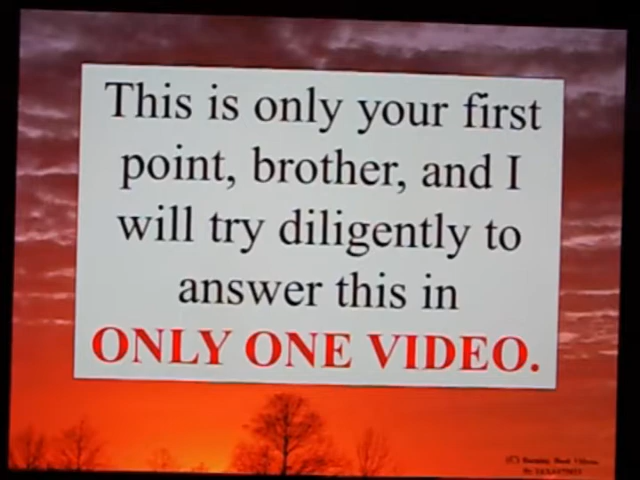 This is only your first
point, brother, and I
will try diligently to
answer this in
ONLY ONE VIDEO.